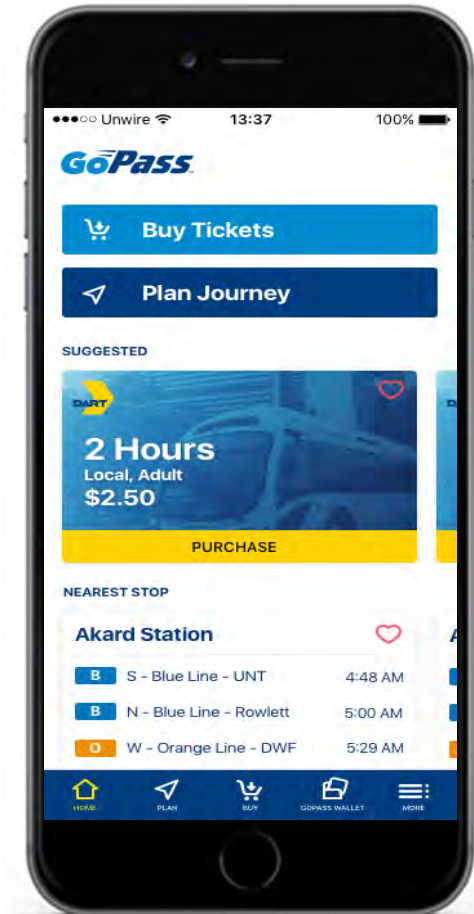 Unwire 13:37 100%
GoPass
Buy Tickets
Plan Journey
SUGGESTED
DART
2 Hours
Local, Adult
$2.50
PURCHASE
NEAREST STOP
Akard Station
B S - Blue Line - UNT 4:48 AM
B N - Blue Line - Rowlett 5:00 AM
O W - Orange Line - DWF 5:29 AM
HOME PLAN BUY GOPASS WALLET MORE